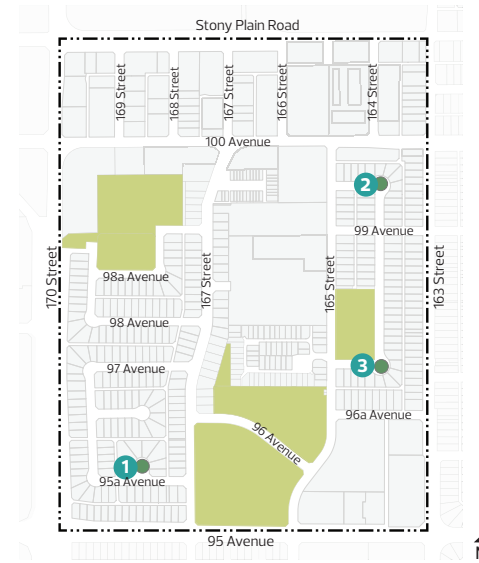 Stony Plain Road
169 Street
168 Street
167 Street
166 Street
164 Street
100 Avenue
2
99 Avenue
170 Street
98a Avenue
167 Street
165 Street
163 Street
98 Avenue
97 Avenue
3
96a Avenue
96 Avenue
1
95a Avenue
95 Avenue
N